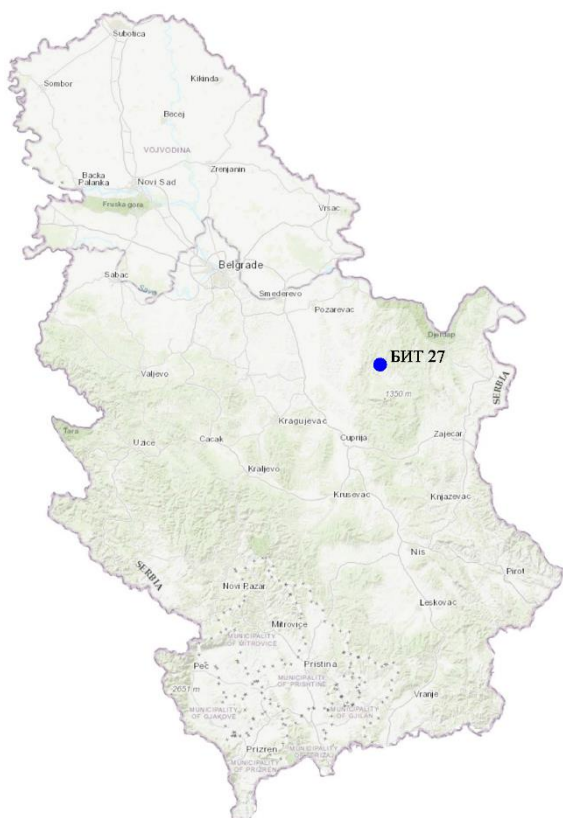 Subotica
Sombor
Kikinda
Becej
VOJVODINA
Backa
Palanka
Novi Sad
Zrenjanin
Fruska gora
Vrsac
Belgrade
Sabac
Sava
Smederevo
Pozarevac
Djerdap
БИТ 27
Valjevo
1350 m
SERBIA
Kragujevac
Tara
Uzice
Cacak
Cuprija
Zajecar
Kraljevo
Krusevac
Knjazevac
Nis
Pirot
SERBIA
Novi Pazar
Leskovac
Mitrovice
MUNICIPALITY
OF MITROVICE
Peć
Pristina
MUNICIPALITY
OF PRISHTINE
2651 m
Vranje
MUNICIPALITY
OF GJAKOVE
MUNICIPALITY
OF GJILAN
Prizren
MUNICIPALITY
OF PRIZREN
MUNICIPALITY